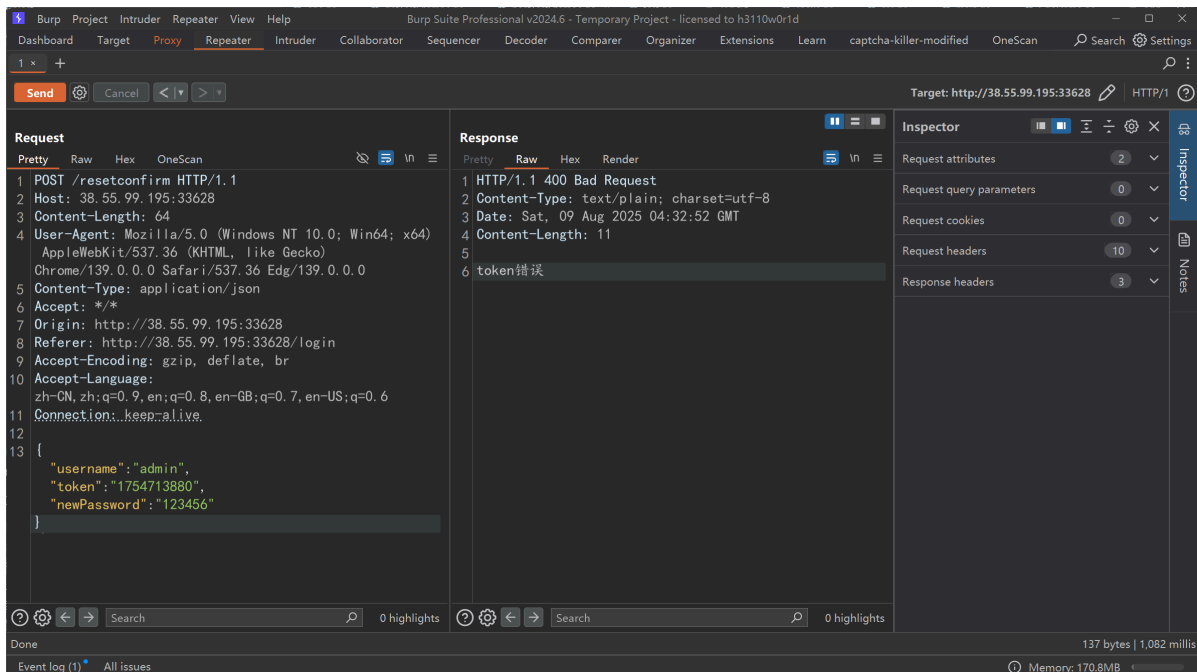 Burp Project Intruder Repeater View Help Burp Suite Professional v2024.6 - Temporary Project - licensed to h3110w0r1d
Dashboard Target Proxy Repeater Intruder Collaborator Sequencer Decoder Comparer Organizer Extensions Learn captcha-killer-modified OneScan Search Settings
1 × +
Send Cancel < > Target: http://38.55.99.195:33628 HTTP/1
Request
Pretty Raw Hex OneScan \n
1 POST /resetconfirm HTTP/1.1
2 Host: 38.55.99.195:33628
3 Content-Length: 64
4 User-Agent: Mozilla/5.0 (Windows NT 10.0; Win64; x64)
AppleWebKit/537.36 (KHTML, like Gecko)
Chrome/139.0.0.0 Safari/537.36 Edg/139.0.0.0
5 Content-Type: application/json
6 Accept: */*
7 Origin: http://38.55.99.195:33628
8 Referer: http://38.55.99.195:33628/login
9 Accept-Encoding: gzip, deflate, br
10 Accept-Language:
zh-CN,zh;q=0.9,en;q=0.8,en-GB;q=0.7,en-US;q=0.6
11 Connection: keep-alive
12
13 {
"username":"admin",
"token":"1754713880",
"newPassword":"123456"
}
Search 0 highlights
Response
Pretty Raw Hex Render \n
1 HTTP/1.1 400 Bad Request
2 Content-Type: text/plain; charset=utf-8
3 Date: Sat, 09 Aug 2025 04:32:52 GMT
4 Content-Length: 11
5
6 token错误
Search 0 highlights
Inspector
Request attributes 2
Request query parameters 0
Request cookies 0
Request headers 10
Response headers 3
Inspector
Notes
Done 137 bytes | 1,082 millis
Event log (1) All issues Memory: 170.8MB